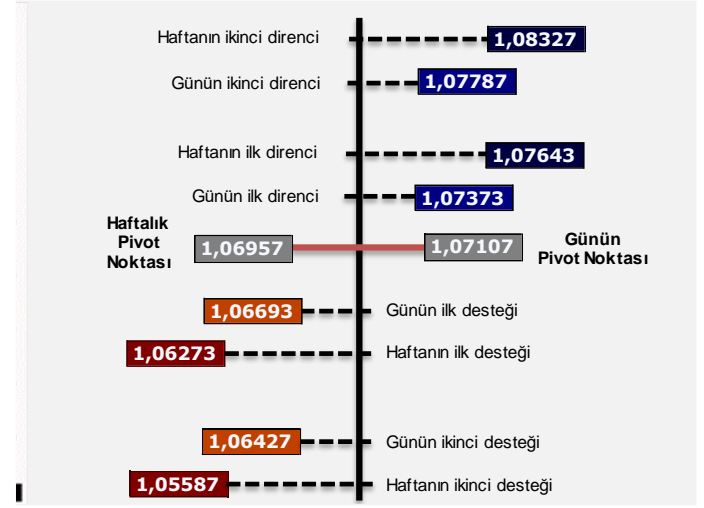 Haftanın ikinci direnci 1,08327
Günün ikinci direnci 1,07787
Haftanın ilk direnci 1,07643
Günün ilk direnci 1,07373
Haftalık
Pivot
Noktası
1,06957
1,07107
Günün
Pivot Noktası
1,06693 Günün ilk desteği
1,06273 Haftanın ilk desteği
1,06427 Günün ikinci desteği
1,05587 Haftanın ikinci desteği